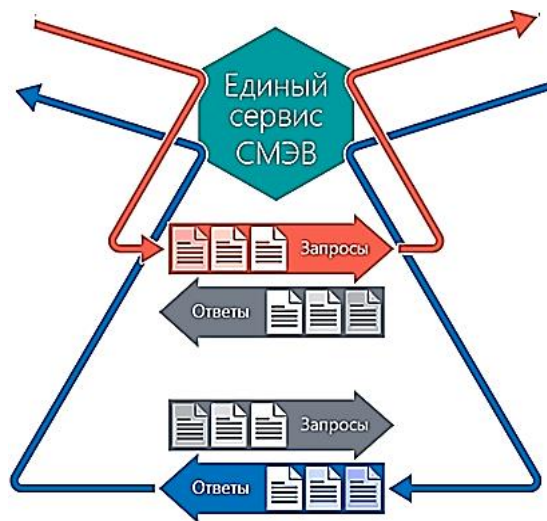 Единый
сервис
СМЭВ
Запросы
Ответы
Запросы
Ответы